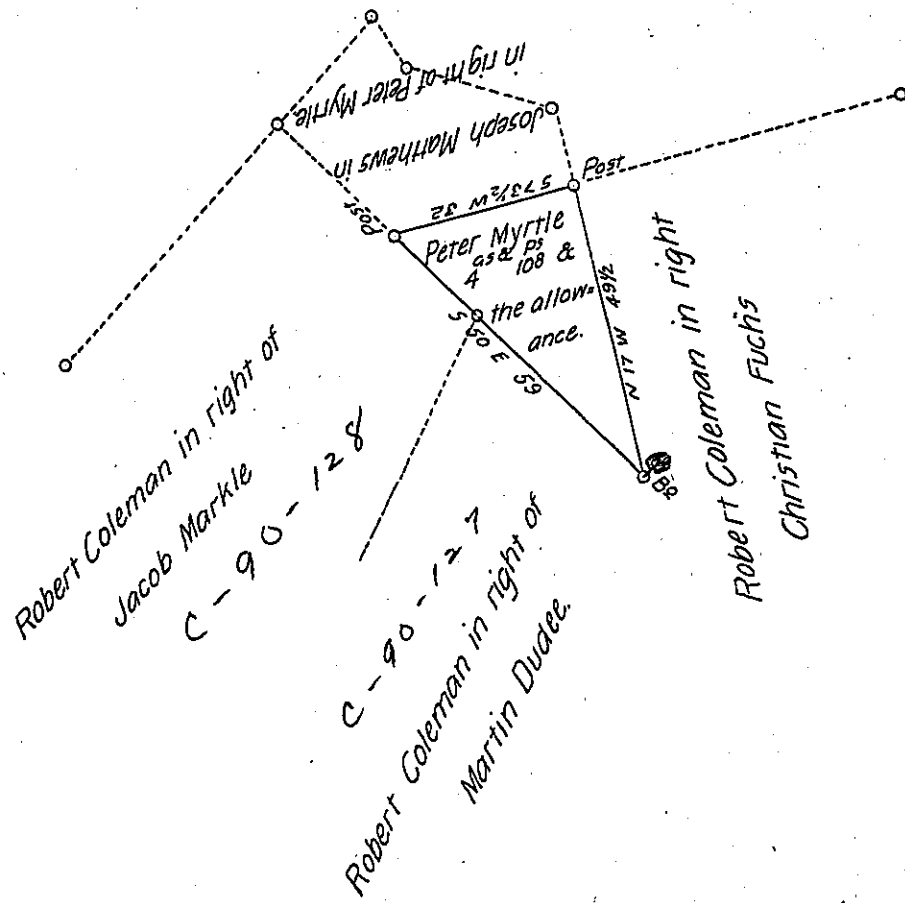 in right of Peter Myrtle
Joseph Matthews in
Post
S 73½ W 32
Post
Peter Myrtle
as & ps
4 108 &
the allow=
ance.
S 50 E 59
N 17 W 49½
Robert Coleman in right
Christian Fuchs
Robert Coleman in right of
Jacob Markle
C-90-128
C-90-127
Robert Coleman in right of
Martin Dudee.